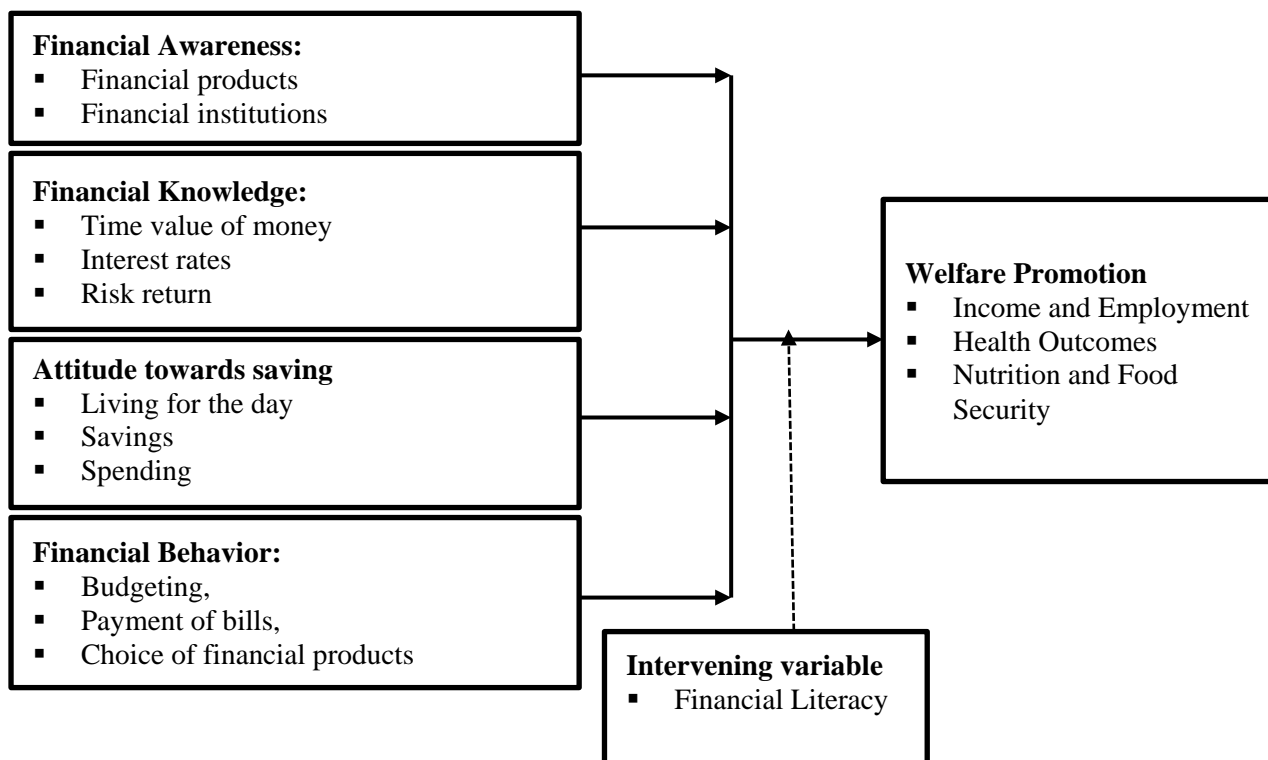 Financial Awareness:
▪ Financial products
▪ Financial institutions
Financial Knowledge:
▪ Time value of money
▪ Interest rates
▪ Risk return
Attitude towards saving
▪ Living for the day
▪ Savings
▪ Spending
Financial Behavior:
▪ Budgeting,
▪ Payment of bills,
▪ Choice of financial products
Intervening variable
▪ Financial Literacy
Welfare Promotion
▪ Income and Employment
▪ Health Outcomes
▪ Nutrition and Food
Security